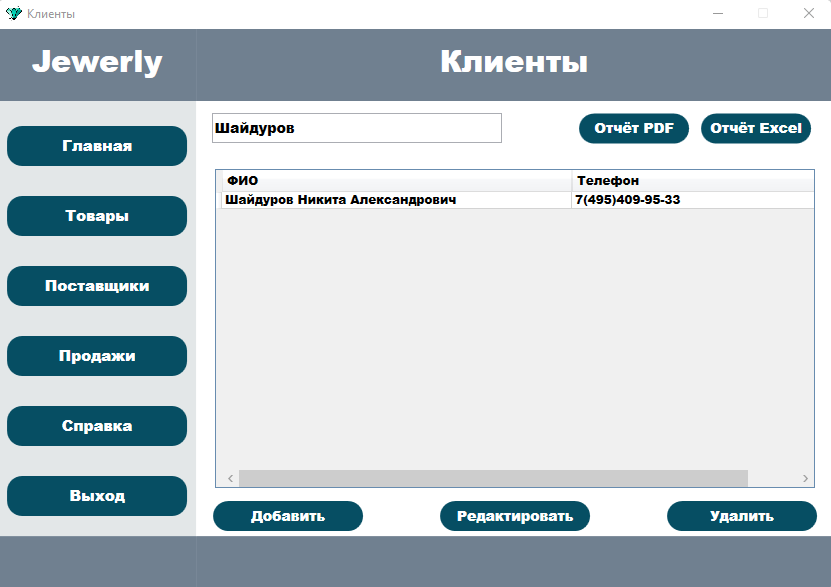 Клиенты
Jewerly
Клиенты
Главная
Товары
Поставщики
Продажи
Справка
Выход
Шайдуров
Отчёт PDF
Отчёт Excel
ФИО Телефон
Шайдуров Никита Александрович 7(495)409-95-33
Добавить
Редактировать
Удалить